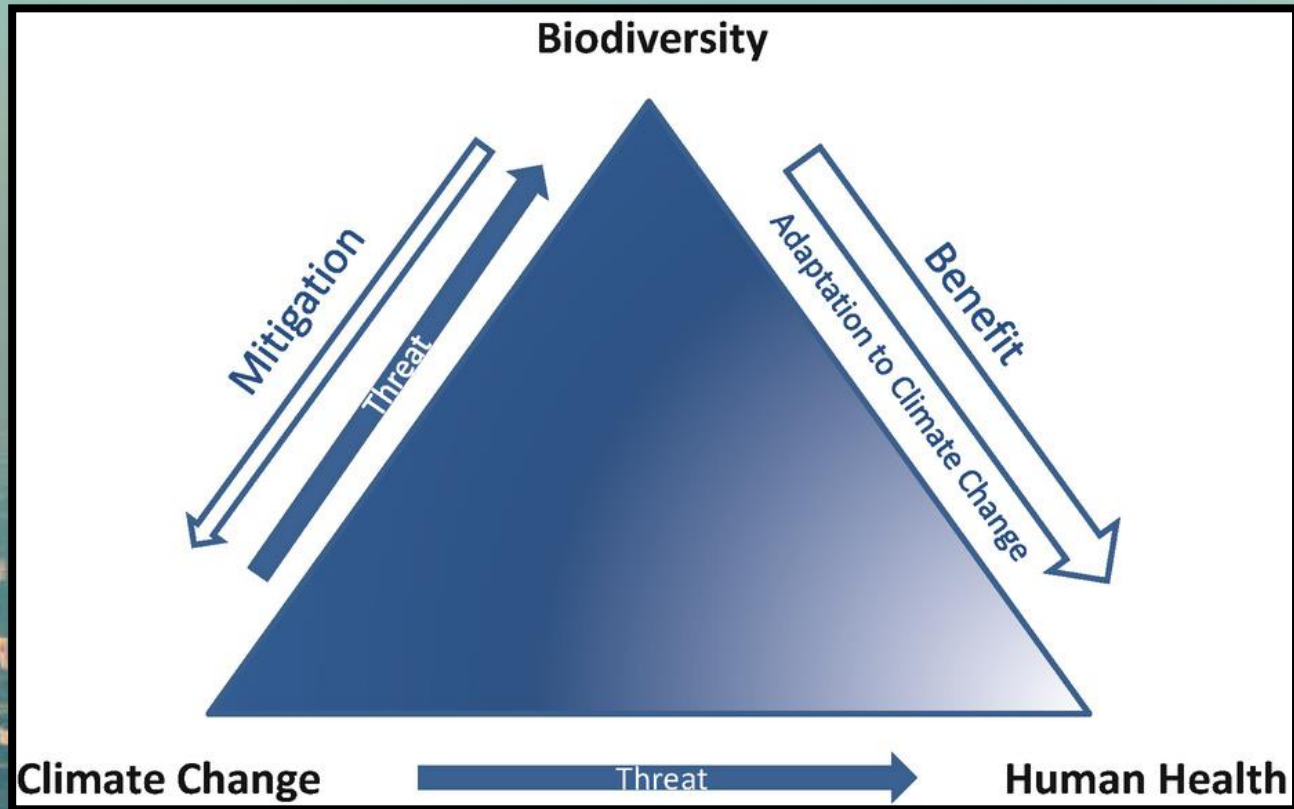 Biodiversity
Mitigation
Threat
Benefit
Adaptation to Climate Change
Climate Change
Threat
Human Health